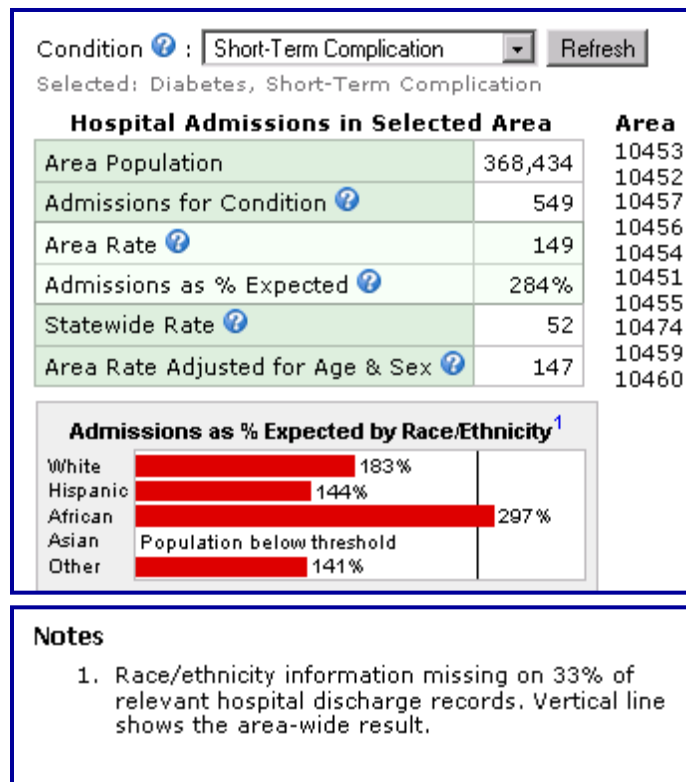 Condition ? : Short-Term Complication Refresh
Selected: Diabetes, Short-Term Complication
Hospital Admissions in Selected Area
Area Population 368,434
Admissions for Condition ? 549
Area Rate ? 149
Admissions as % Expected ? 284%
Statewide Rate ? 52
Area Rate Adjusted for Age & Sex ? 147
Area
10453
10452
10457
10456
10454
10451
10455
10474
10459
10460
Admissions as % Expected by Race/Ethnicity1
White 183%
Hispanic 144%
African 297%
Asian Population below threshold
Other 141%
Notes
1. Race/ethnicity information missing on 33% of
relevant hospital discharge records. Vertical line
shows the area-wide result.